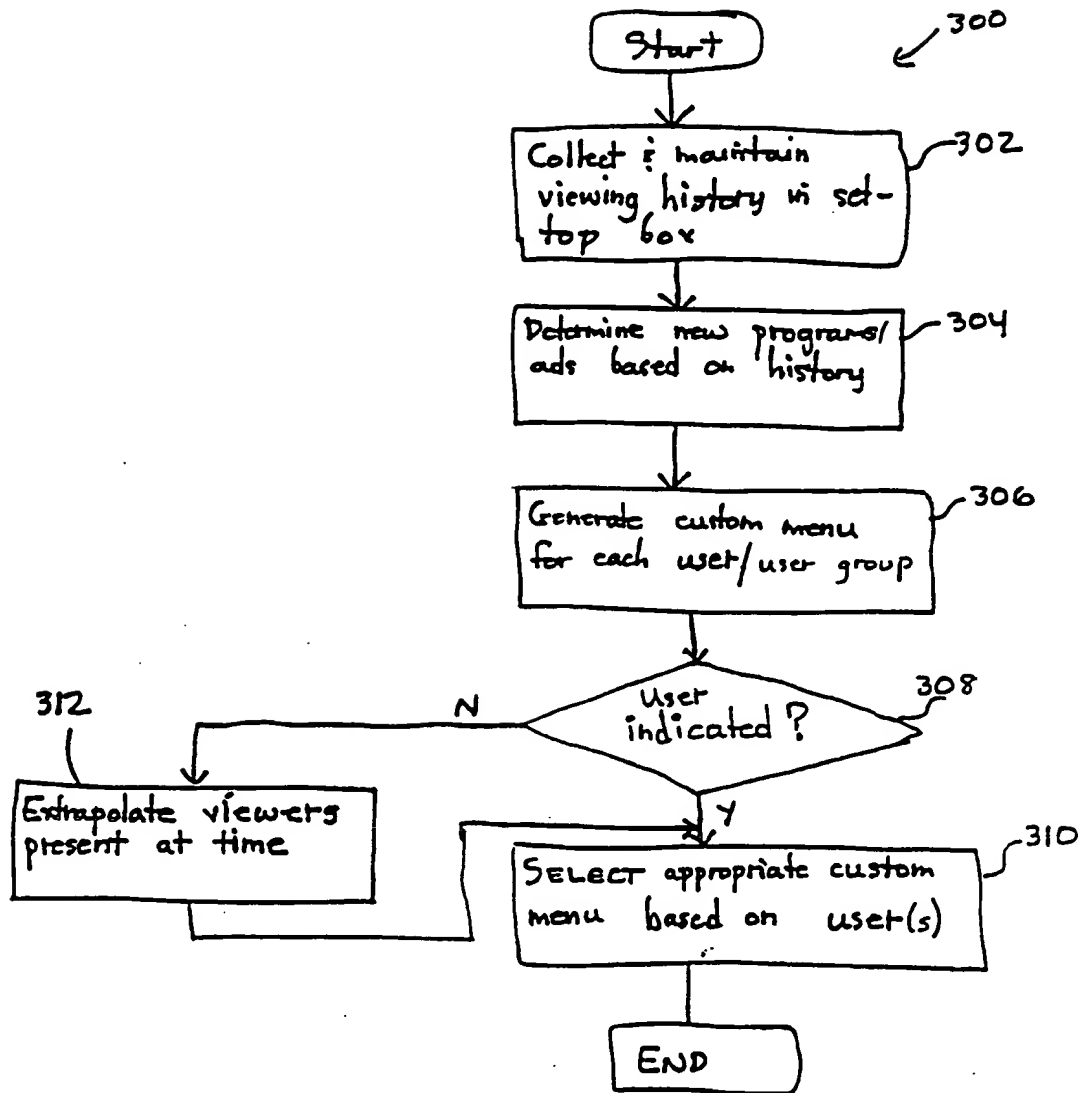 Start
300
Collect & maintain
viewing history in set-
top box
302
Determine new programs/
ads based on history
304
Generate custom menu
for each user/user group
306
User
indicated?
308
N
312
Extrapolate viewers
present at time
Y
SELECT appropriate custom
menu based on user(s)
310
END